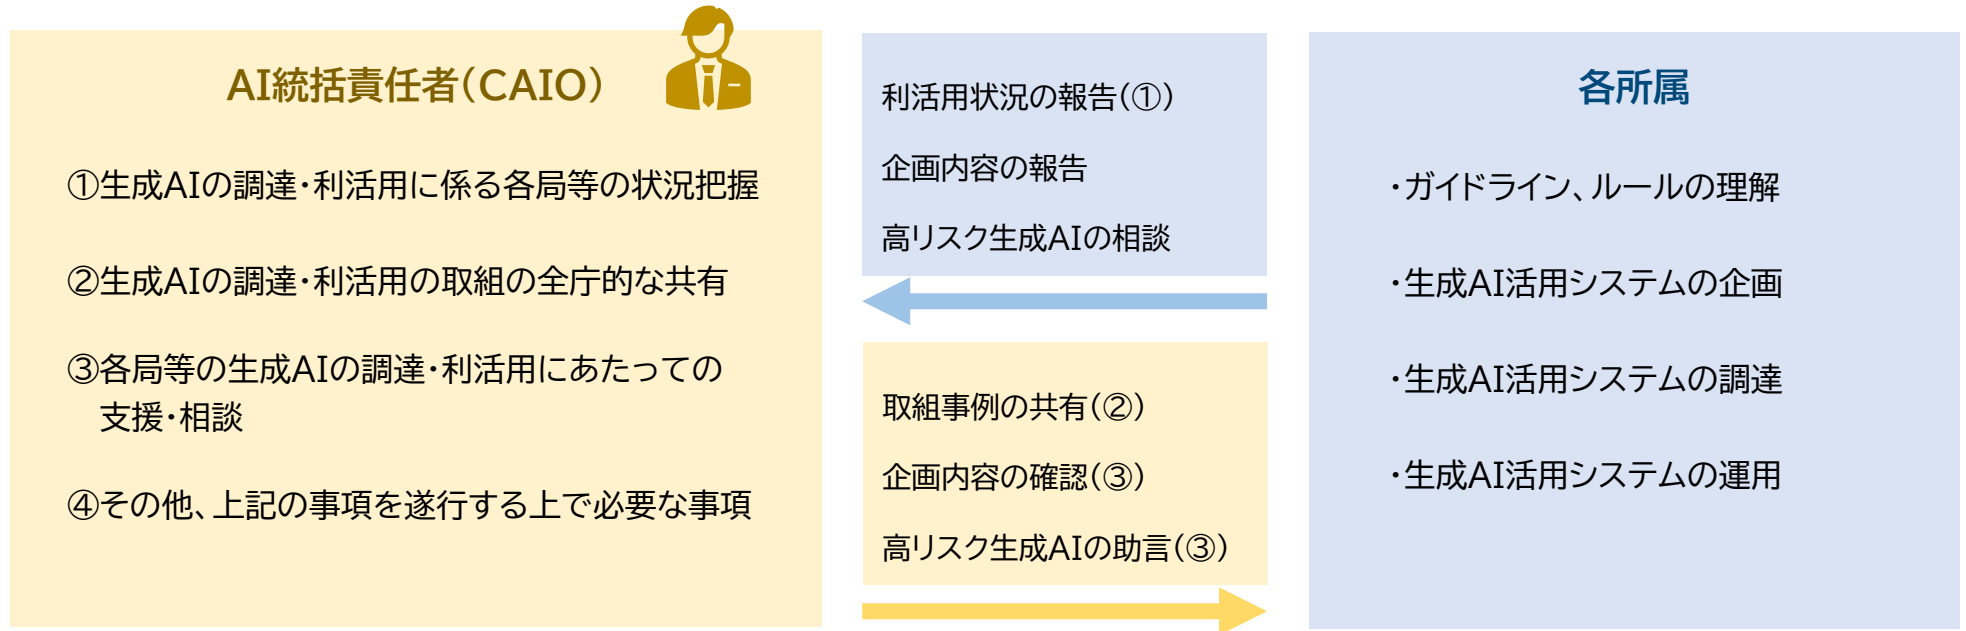 AI統括責任者(CAIO)
①生成AIの調達・利活用に係る各局等の状況把握
②生成AIの調達・利活用の取組の全庁的な共有
③各局等の生成AIの調達・利活用にあたっての
支援・相談
④その他、上記の事項を遂行する上で必要な事項
利活用状況の報告(①)
企画内容の報告
高リスク生成AIの相談
取組事例の共有(②)
企画内容の確認(③)
高リスク生成AIの助言(③)
各所属
・ガイドライン、ルールの理解
・生成AI活用システムの企画
・生成AI活用システムの調達
・生成AI活用システムの運用